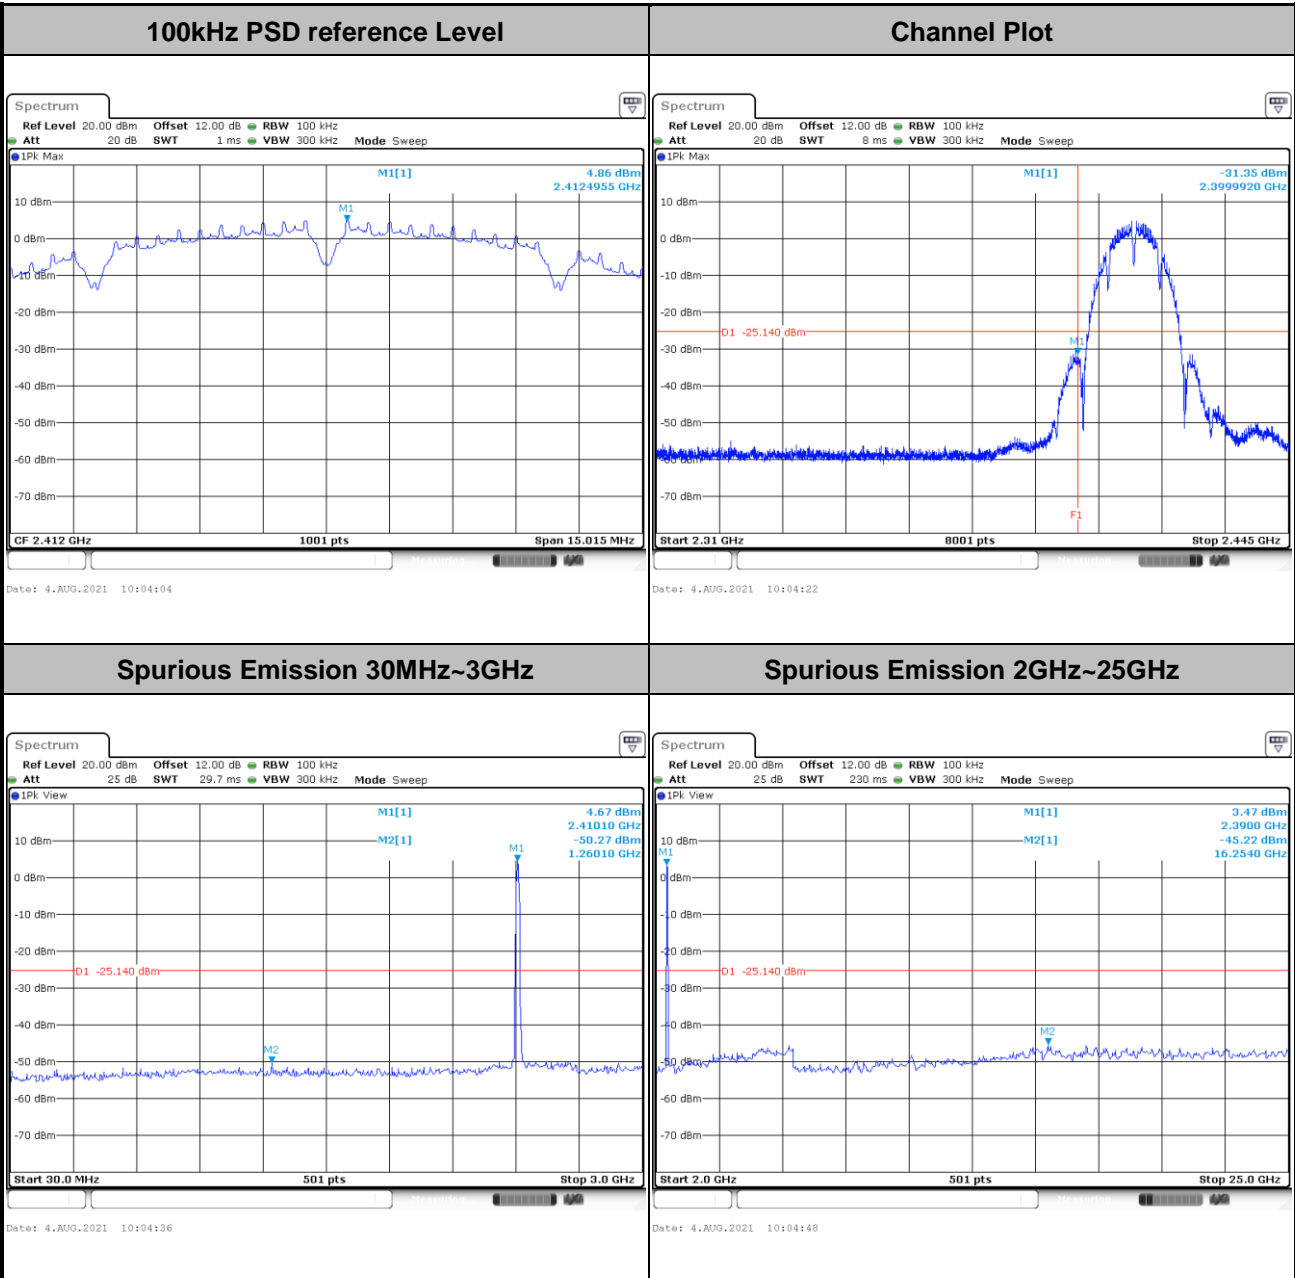 100kHz PSD reference Level
Channel Plot
Spectrum
Ref Level 20.00 dBm Offset 12.00 dB RBW 100 kHz
Att 20 dB SWT 1 ms VBW 300 kHz Mode Sweep
1Pk Max
M1[1] 4.86 dBm
2.4124955 GHz
M1
10 dBm
0 dBm
-10 dBm
-20 dBm
-30 dBm
-40 dBm
-50 dBm
-60 dBm
-70 dBm
CF 2.412 GHz 1001 pts Span 15.015 MHz
Measuring...
Date: 4.AUG.2021 10:04:04
Spectrum
Ref Level 20.00 dBm Offset 12.00 dB RBW 100 kHz
Att 20 dB SWT 8 ms VBW 300 kHz Mode Sweep
1Pk Max
M1[1] -31.35 dBm
2.3999920 GHz
10 dBm
0 dBm
-10 dBm
-20 dBm
D1 -25.140 dBm
M1
-30 dBm
-40 dBm
-50 dBm
-60 dBm
-70 dBm
F1
Start 2.31 GHz 8001 pts Stop 2.445 GHz
Measuring...
Date: 4.AUG.2021 10:04:22
Spurious Emission 30MHz~3GHz
Spurious Emission 2GHz~25GHz
Spectrum
Ref Level 20.00 dBm Offset 12.00 dB RBW 100 kHz
Att 25 dB SWT 29.7 ms VBW 300 kHz Mode Sweep
1Pk View
M1[1] 4.67 dBm
2.41010 GHz
M2[1] -50.27 dBm
1.26010 GHz
10 dBm
M1
0 dBm
-10 dBm
-20 dBm
D1 -25.140 dBm
-30 dBm
-40 dBm
M2
-50 dBm
-60 dBm
-70 dBm
Start 30.0 MHz 501 pts Stop 3.0 GHz
Measuring...
Date: 4.AUG.2021 10:04:36
Spectrum
Ref Level 20.00 dBm Offset 12.00 dB RBW 100 kHz
Att 25 dB SWT 230 ms VBW 300 kHz Mode Sweep
1Pk View
M1[1] 3.47 dBm
2.3900 GHz
M2[1] -45.22 dBm
16.2540 GHz
10 dBm
M1
0 dBm
-10 dBm
-20 dBm
D1 -25.140 dBm
-30 dBm
-40 dBm
M2
-50 dBm
-60 dBm
-70 dBm
Start 2.0 GHz 501 pts Stop 25.0 GHz
Measuring...
Date: 4.AUG.2021 10:04:48